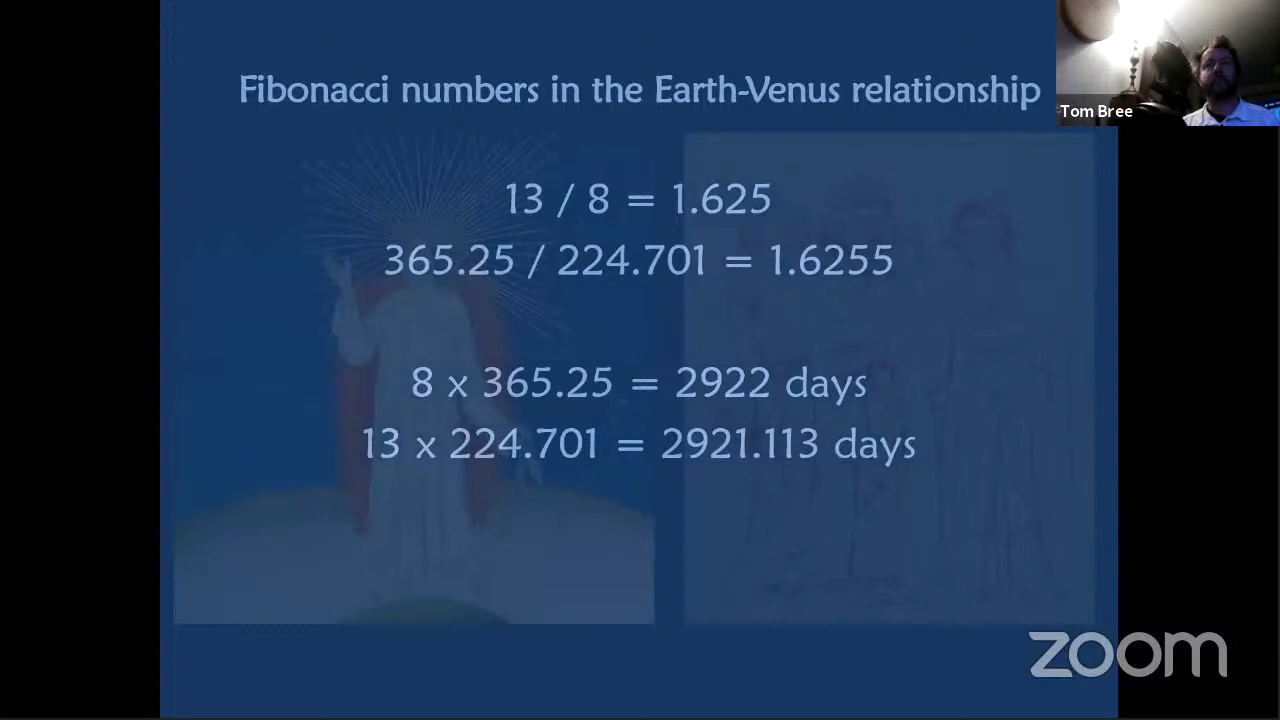 Fibonacci numbers in the Earth-Venus relationship
Tom Bree
13 / 8 = 1.625
365.25 / 224.701 = 1.6255
8 x 365.25 = 2922 days
13 x 224.701 = 2921.113 days
zoom